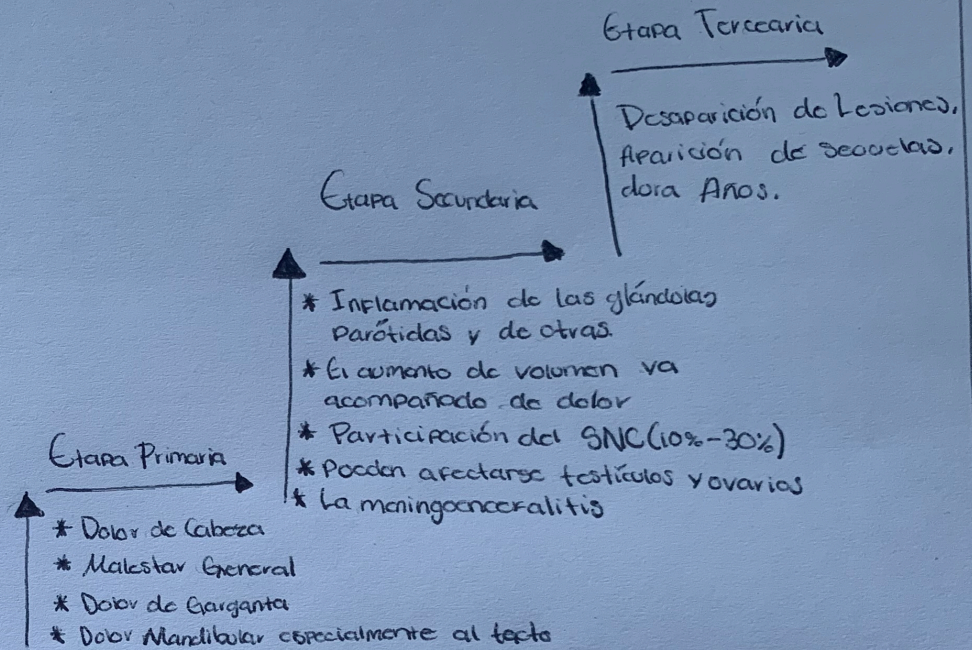 Etapa Tercearia
Desaparición de Lesiones,
Aparición de secuelas,
dura Años.
Etapa Secundaria
* Inflamación de las glándulas
parótidas y de otras.
* El aumento de volumen va
acompañado de dolor
* Participación del SNC (10%-30%)
* Pueden afectarse testículos y ovarios
* La meningoencefalitis
Etapa Primaria
* Dolor de Cabeza
* Malestar General
* Dolor de Garganta
* Dolor Mandibular especialmente al tacto